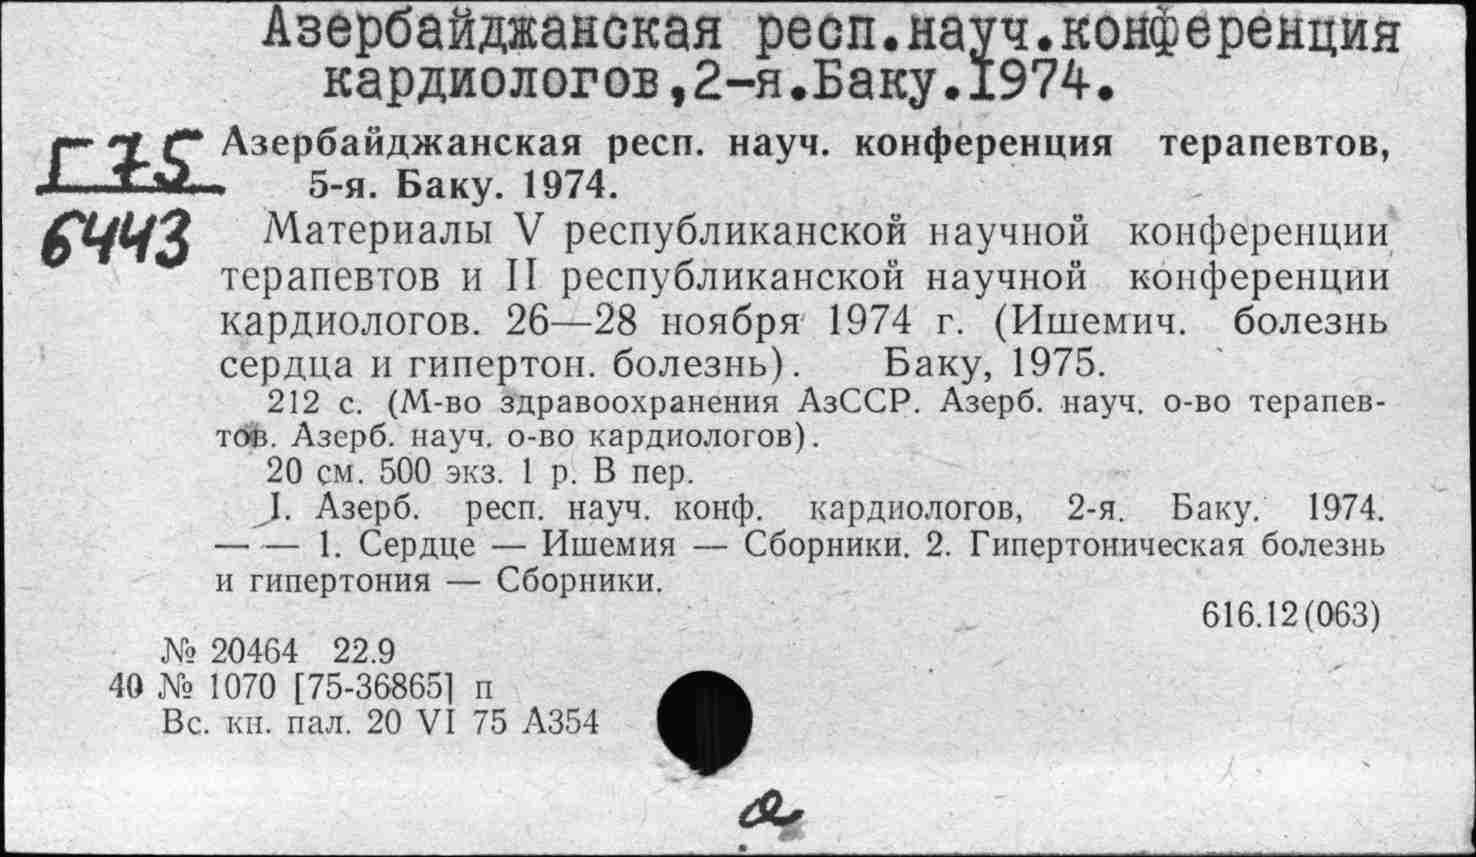 Азербайджанская респ.науч.конференция
кардиологов,2-я.Баку.1974.
Г75
6443
Азербайджанская респ. науч. конференция терапевтов,
5-я. Баку. 1974.
Материалы V республиканской научной конференции
терапевтов и II республиканской научной конференции
кардиологов. 26—28 ноября 1974 г. (Ишемич. болезнь
сердца и гипертон. болезнь). Баку, 1975.
212 с. (М-во здравоохранения АзССР. Азерб. науч. о-во терапев-
тов. Азерб. науч. о-во кардиологов).
20 см. 500 экз. 1 р. В пер.
I. Азерб. респ. науч. конф. кардиологов, 2-я. Баку. 1974.
— — 1. Сердце — Ишемия — Сборники. 2. Гипертоническая болезнь
и гипертония — Сборники.
616.12(063)
№ 20464 22.9
40 № 1070 [75-36865] п
Вс. кн. пал. 20 VI 75 А354
а